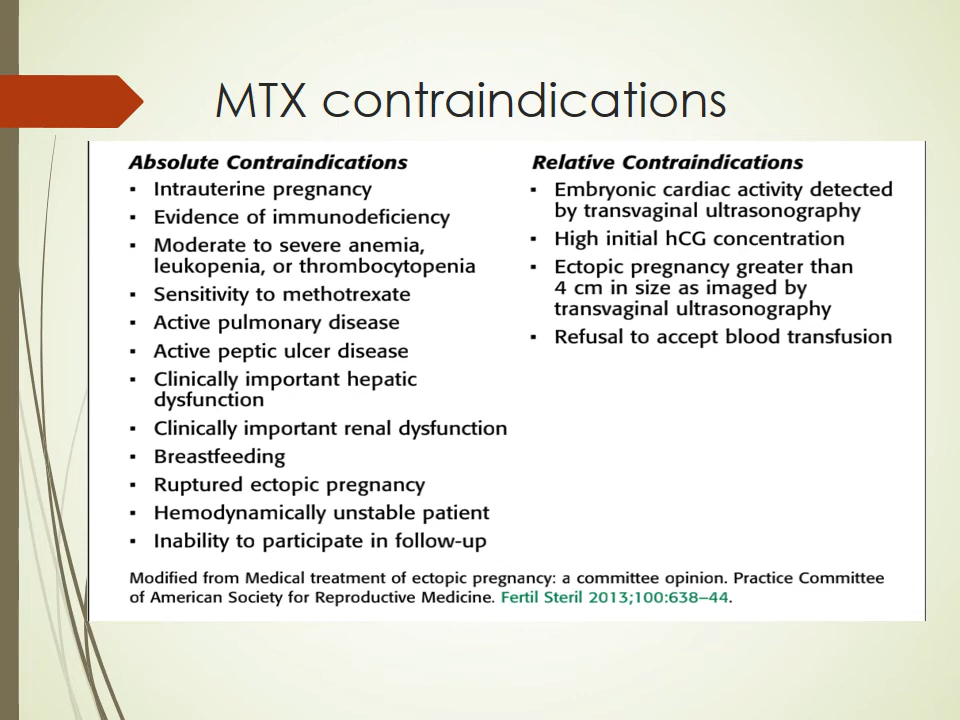 MTX contraindications
Absolute Contraindications
▪ Intrauterine pregnancy
▪ Evidence of immunodeficiency
▪ Moderate to severe anemia,
leukopenia, or thrombocytopenia
▪ Sensitivity to methotrexate
▪ Active pulmonary disease
▪ Active peptic ulcer disease
▪ Clinically important hepatic
dysfunction
▪ Clinically important renal dysfunction
▪ Breastfeeding
▪ Ruptured ectopic pregnancy
▪ Hemodynamically unstable patient
▪ Inability to participate in follow-up
Relative Contraindications
▪ Embryonic cardiac activity detected
by transvaginal ultrasonography
▪ High initial hCG concentration
▪ Ectopic pregnancy greater than
4 cm in size as imaged by
transvaginal ultrasonography
▪ Refusal to accept blood transfusion
Modified from Medical treatment of ectopic pregnancy: a committee opinion. Practice Committee
of American Society for Reproductive Medicine. Fertil Steril 2013;100:638–44.